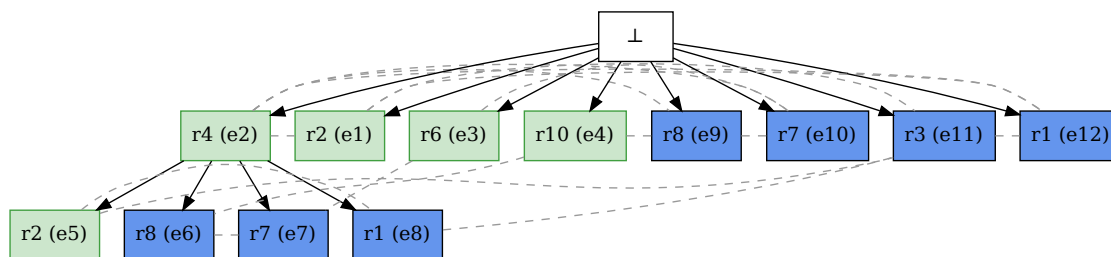 ⊥
r4 (e2) r2 (e1) r6 (e3) r10 (e4) r8 (e9) r7 (e10) r3 (e11) r1 (e12)
r2 (e5) r8 (e6) r7 (e7) r1 (e8)